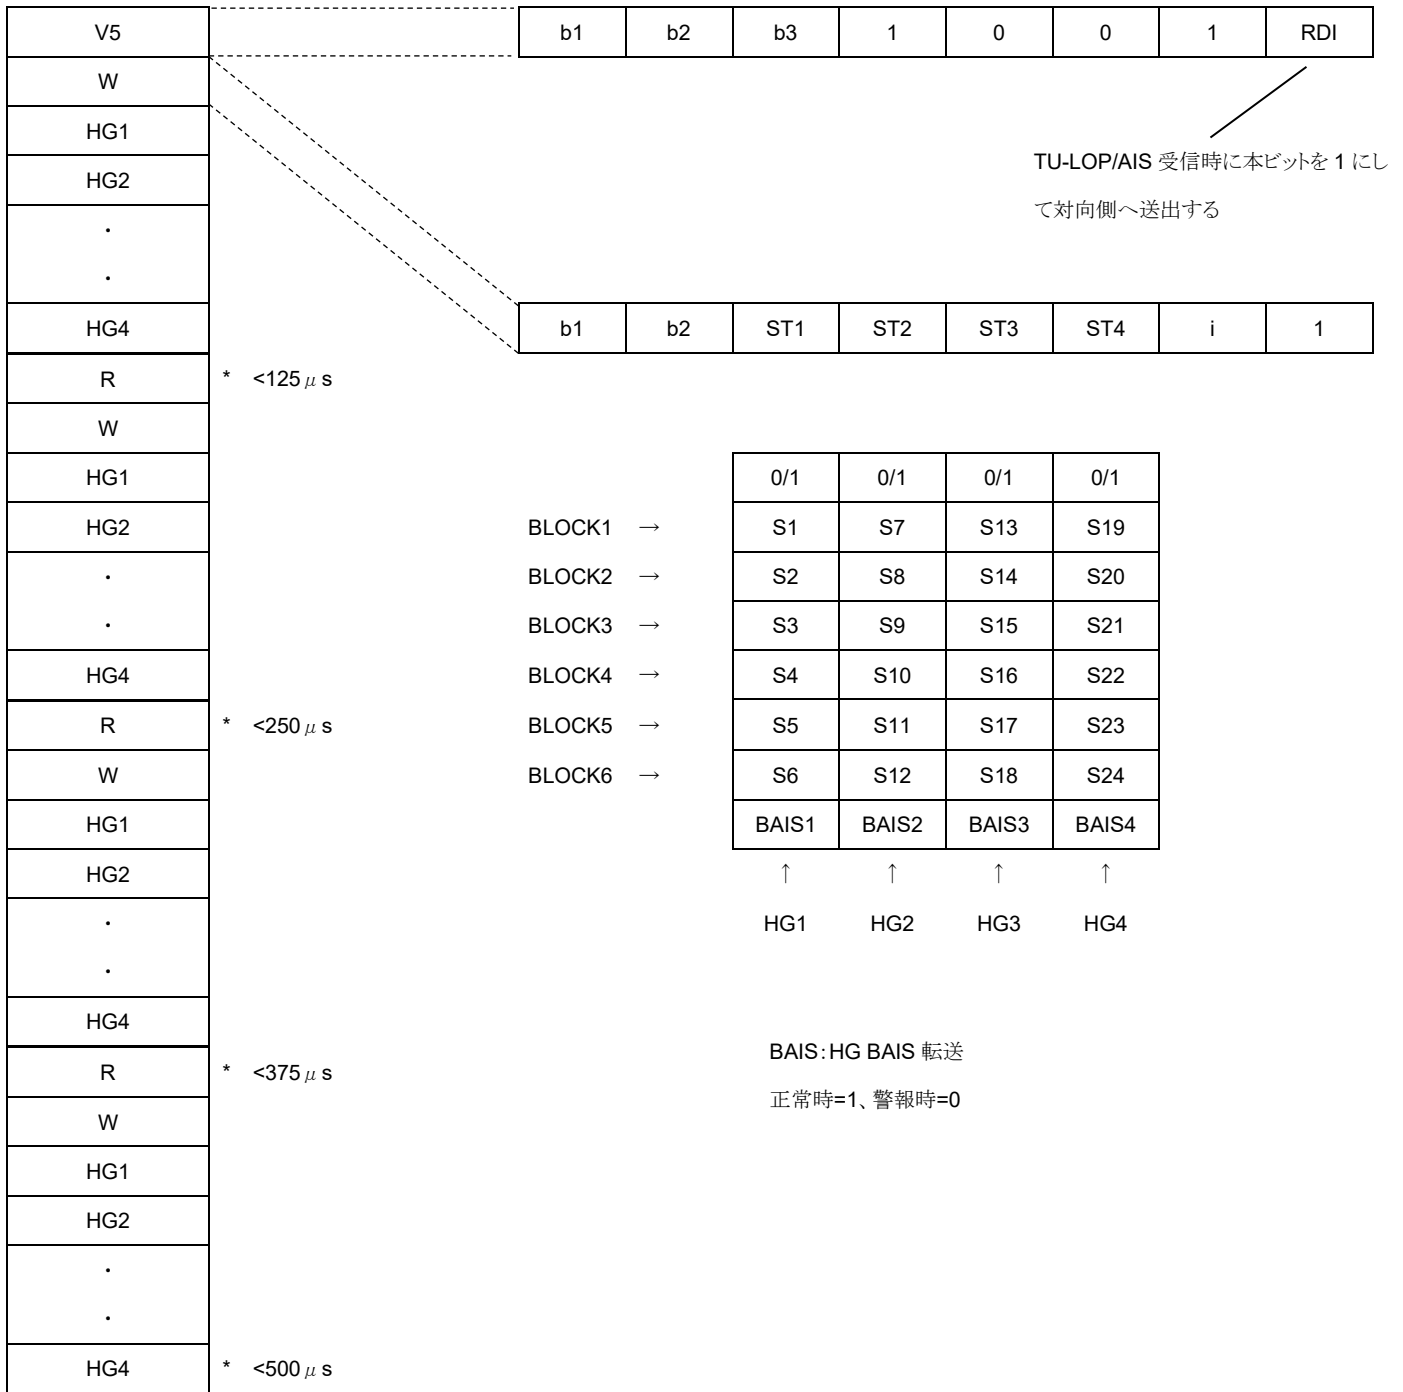 V5 b1 b2 b3 1 0 0 1 RDI
W
HG1
HG2
TU-LOP/AIS 受信時に本ビットを 1 にし
て対向側へ送出する
・
・
HG4 b1 b2 ST1 ST2 ST3 ST4 i 1
R * <125μs
W
HG1 0/1 0/1 0/1 0/1
HG2 BLOCK1 → S1 S7 S13 S19
・ BLOCK2 → S2 S8 S14 S20
・ BLOCK3 → S3 S9 S15 S21
HG4 BLOCK4 → S4 S10 S16 S22
R * <250μs BLOCK5 → S5 S11 S17 S23
W BLOCK6 → S6 S12 S18 S24
HG1 BAIS1 BAIS2 BAIS3 BAIS4
HG2 ↑ ↑ ↑ ↑
・ HG1 HG2 HG3 HG4
・
HG4
BAIS:HG BAIS 転送
R * <375μs
正常時=1、警報時=0
W
HG1
HG2
・
・
HG4 * <500μs